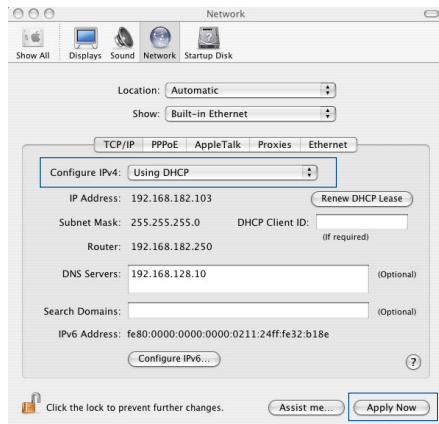 Network
Show All Displays Sound Network Startup Disk
Location: Automatic
Show: Built-in Ethernet
TCP/IP PPPoE AppleTalk Proxies Ethernet
Configure IPv4: Using DHCP
IP Address: 192.168.182.103 Renew DHCP Lease
Subnet Mask: 255.255.255.0 DHCP Client ID:
(If required)
Router: 192.168.182.250
DNS Servers: 192.168.128.10 (Optional)
Search Domains: (Optional)
IPv6 Address: fe80:0000:0000:0000:0211:24ff:fe32:b18e
Configure IPv6... ?
Click the lock to prevent further changes. Assist me... Apply Now